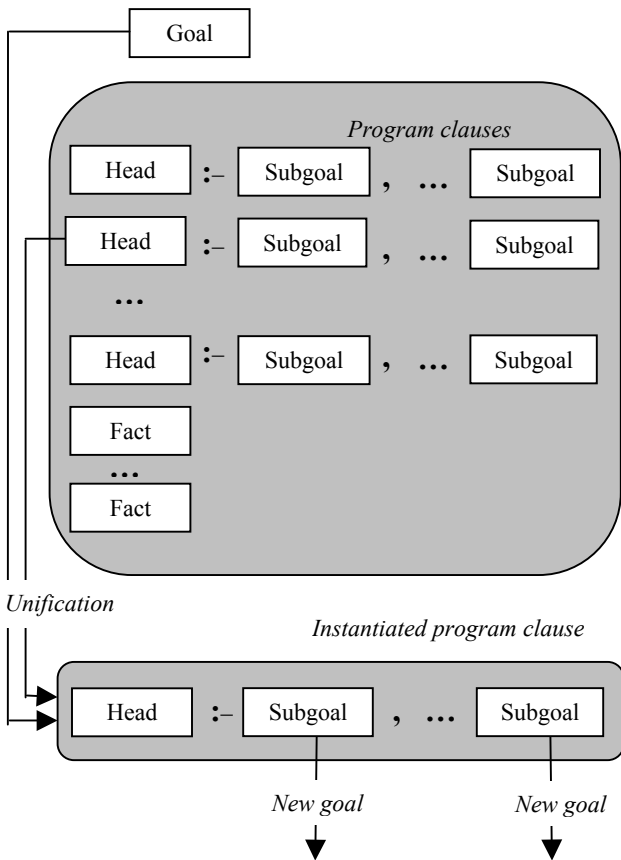 Goal
Program clauses
Head :– Subgoal , ... Subgoal
Head :– Subgoal , ... Subgoal
...
Head :– Subgoal , ... Subgoal
Fact
...
Fact
Unification
Instantiated program clause
Head :– Subgoal , ... Subgoal
New goal New goal